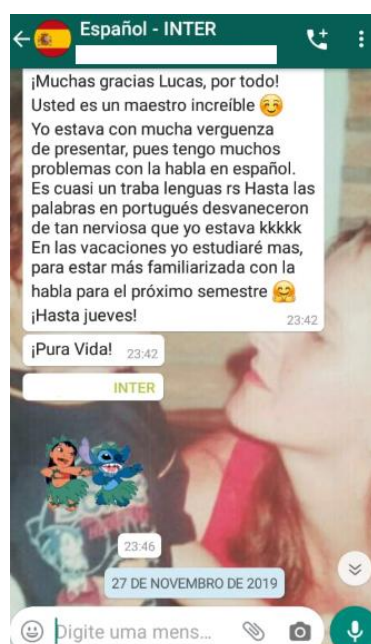 Español - INTER
¡Muchas gracias Lucas, por todo!
Usted es un maestro increíble ☺️
Yo estava con mucha verguenza
de presentar, pues tengo muchos
problemas con la habla en español.
Es cuasi un traba lenguas rs Hasta las
palabras en portugués desvaneceron
de tan nerviosa que yo estava kkkkk
En las vacaciones yo estudiaré mas,
para estar más familiarizada con la
habla para el próximo semestre 🤗
¡Hasta jueves!
23:42
¡Pura Vida! 23:42
INTER
23:46
27 DE NOVEMBRO DE 2019
Digite uma mens...